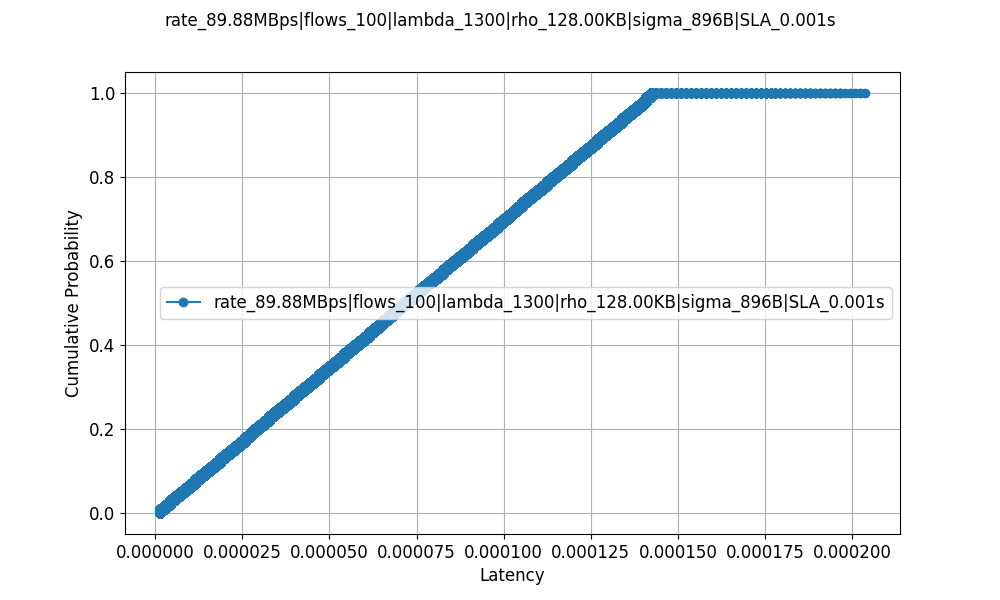 rate_89.88MBps|flows_100|lambda_1300|rho_128.00KB|sigma_896B|SLA_0.001s
1.0
0.8
0.6
0.4
0.2
0.0
Cumulative Probability
rate_89.88MBps|flows_100|lambda_1300|rho_128.00KB|sigma_896B|SLA_0.001s
0.000000 0.000025 0.000050 0.000075 0.000100 0.000125 0.000150 0.000175 0.000200
Latency